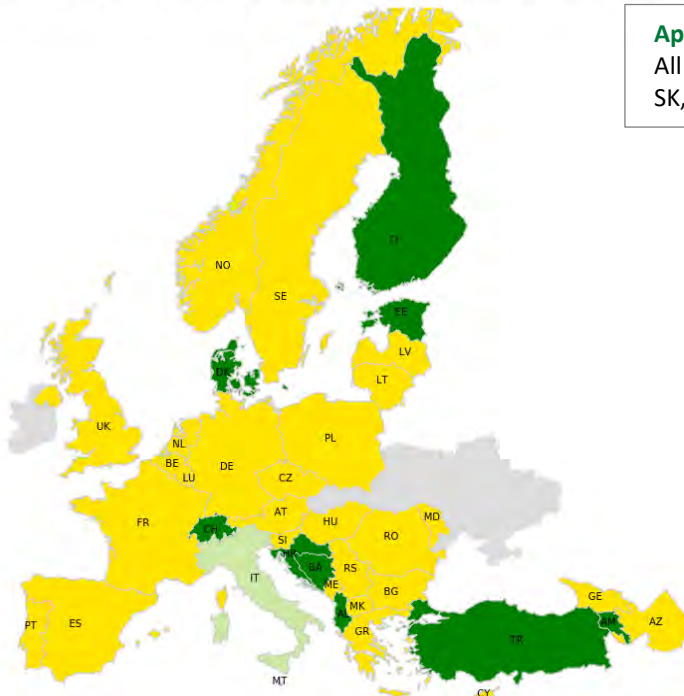 Ap
All
SK,
FI
NO
SE
EE
LV
LT
DK
UK
NL
PL
BE
DE
LU
CZ
FR
AT
HU
MD
CH
SI
RO
HR
BA
RS
IT
ME
BG
GE
MK
AL
AM
AZ
PT
ES
GR
TR
MT
CY